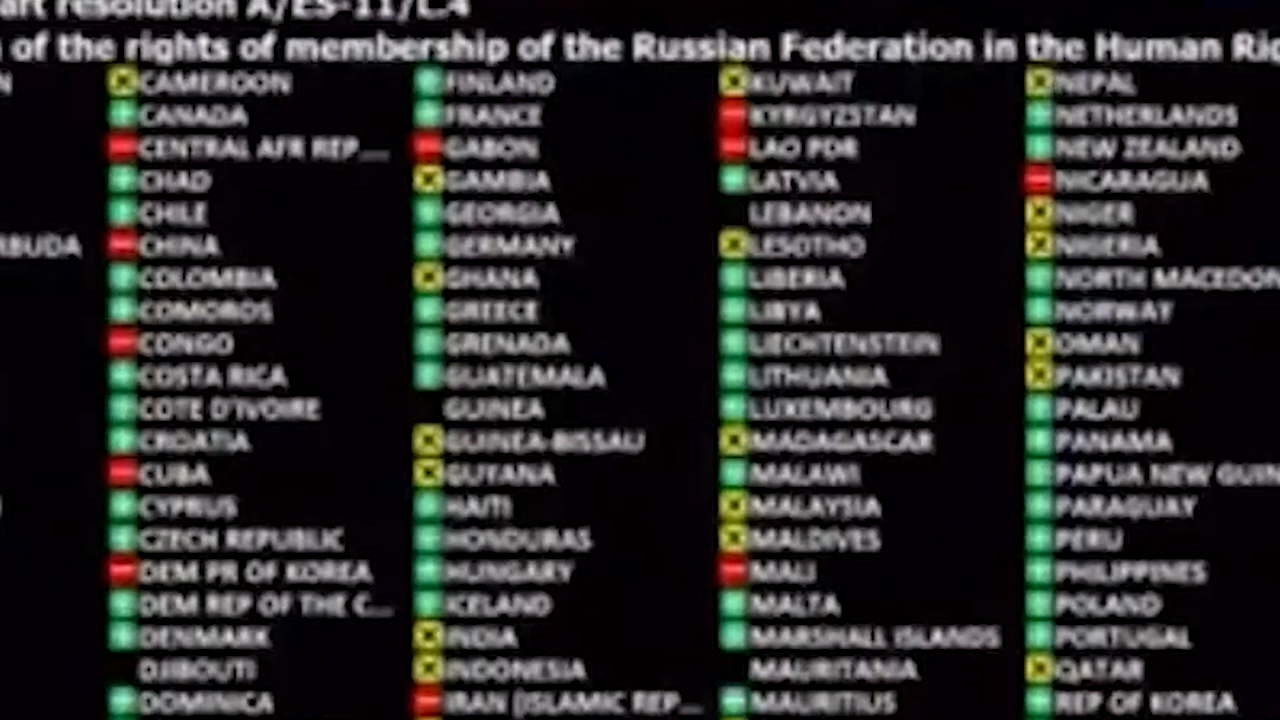 art resolution A/ES-11/L.4
of the rights of membership of the Russian Federation in the Human Rig
N CAMEROON FINLAND KUWAIT NEPAL
CANADA FRANCE KYRGYZSTAN NETHERLANDS
CENTRAL AFR REP.... GABON LAO PDR NEW ZEALAND
CHAD GAMBIA LATVIA NICARAGUA
CHILE GEORGIA LEBANON NIGER
RBUDA CHINA GERMANY LESOTHO NIGERIA
COLOMBIA GHANA LIBERIA NORTH MACEDON
COMOROS GREECE LIBYA NORWAY
CONGO GRENADA LIECHTENSTEIN OMAN
COSTA RICA GUATEMALA LITHUANIA PAKISTAN
COTE D'IVOIRE GUINEA LUXEMBOURG PALAU
CROATIA GUINEA-BISSAU MADAGASCAR PANAMA
CUBA GUYANA MALAWI PAPUA NEW GUIN
CYPRUS HAITI MALAYSIA PARAGUAY
CZECH REPUBLIC HONDURAS MALDIVES PERU
DEM PR OF KOREA HUNGARY MALI PHILIPPINES
DEM REP OF THE C... ICELAND MALTA POLAND
DENMARK INDIA MARSHALL ISLANDS PORTUGAL
DJIBOUTI INDONESIA MAURITANIA QATAR
DOMINICA IRAN (ISLAMIC REP... MAURITIUS REP OF KOREA